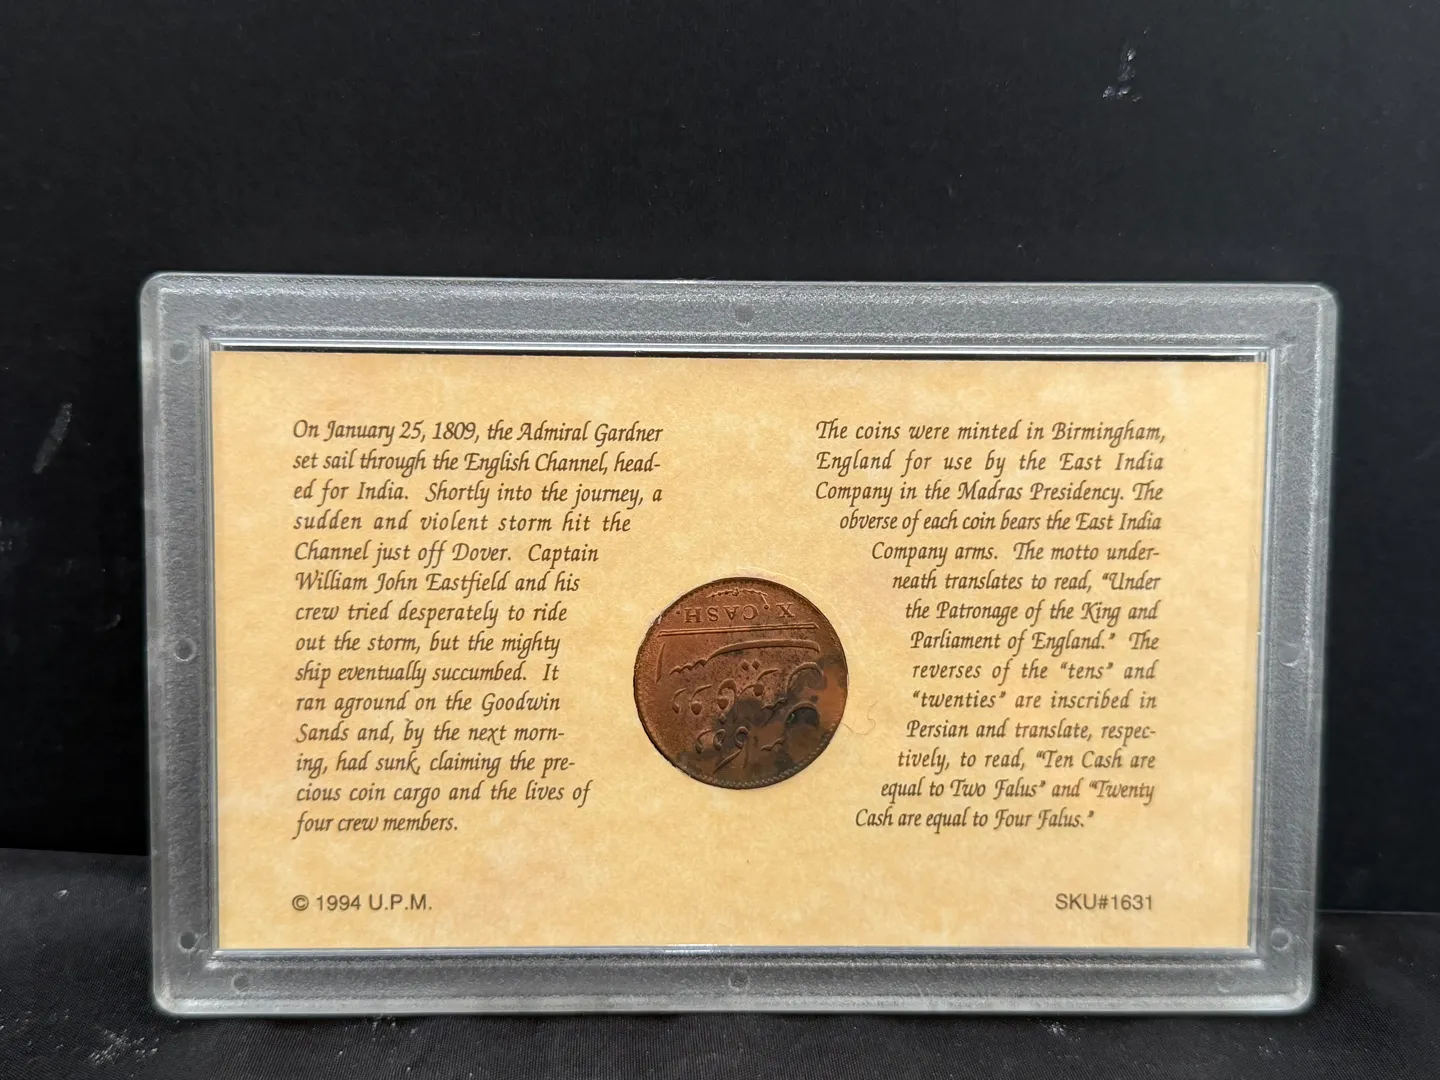 On January 25, 1809, the Admiral Gardner
set sail through the English Channel, head-
ed for India. Shortly into the journey, a
sudden and violent storm hit the
Channel just off Dover. Captain
William John Eastfield and his
crew tried desperately to ride
out the storm, but the mighty
ship eventually succumbed. It
ran aground on the Goodwin
Sands and, by the next morn-
ing, had sunk, claiming the pre-
cious coin cargo and the lives of
four crew members.
© 1994 U.P.M.
X. CASH.
The coins were minted in Birmingham,
England for use by the East India
Company in the Madras Presidency. The
obverse of each coin bears the East India
Company arms. The motto under-
neath translates to read, “Under
the Patronage of the King and
Parliament of England.” The
reverses of the “tens” and
“twenties” are inscribed in
Persian and translate, respec-
tively, to read, “Ten Cash are
equal to Two Falus” and “Twenty
Cash are equal to Four Falus.”
SKU#1631